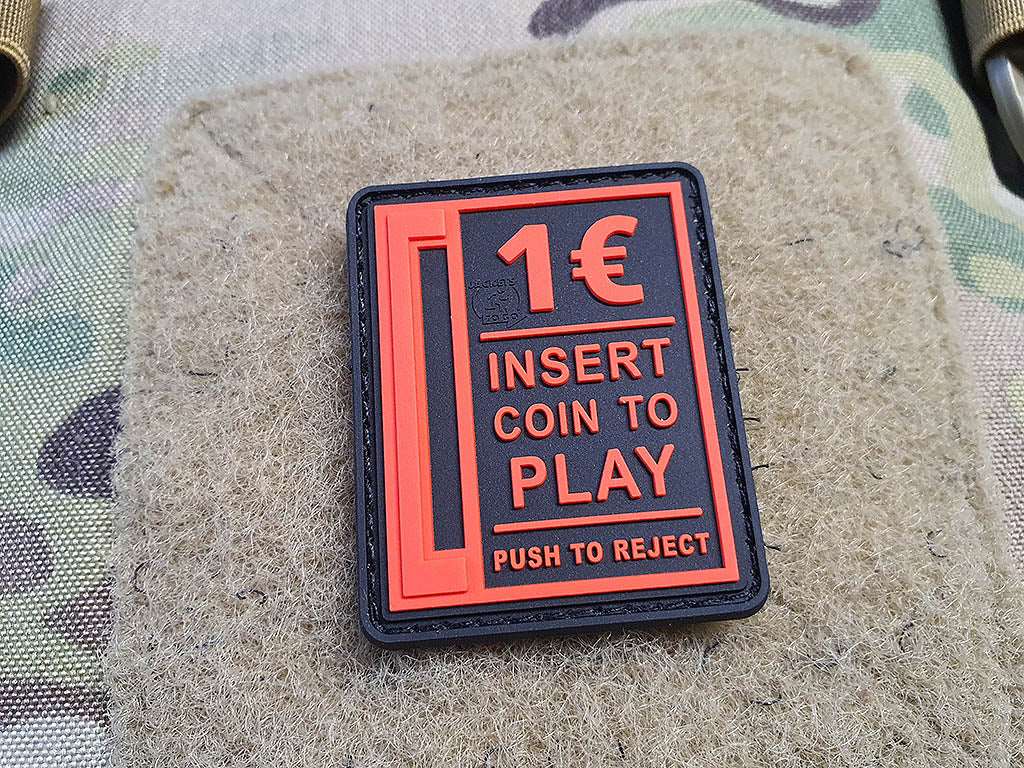 1€
INSERT
COIN TO
PLAY
PUSH TO REJECT